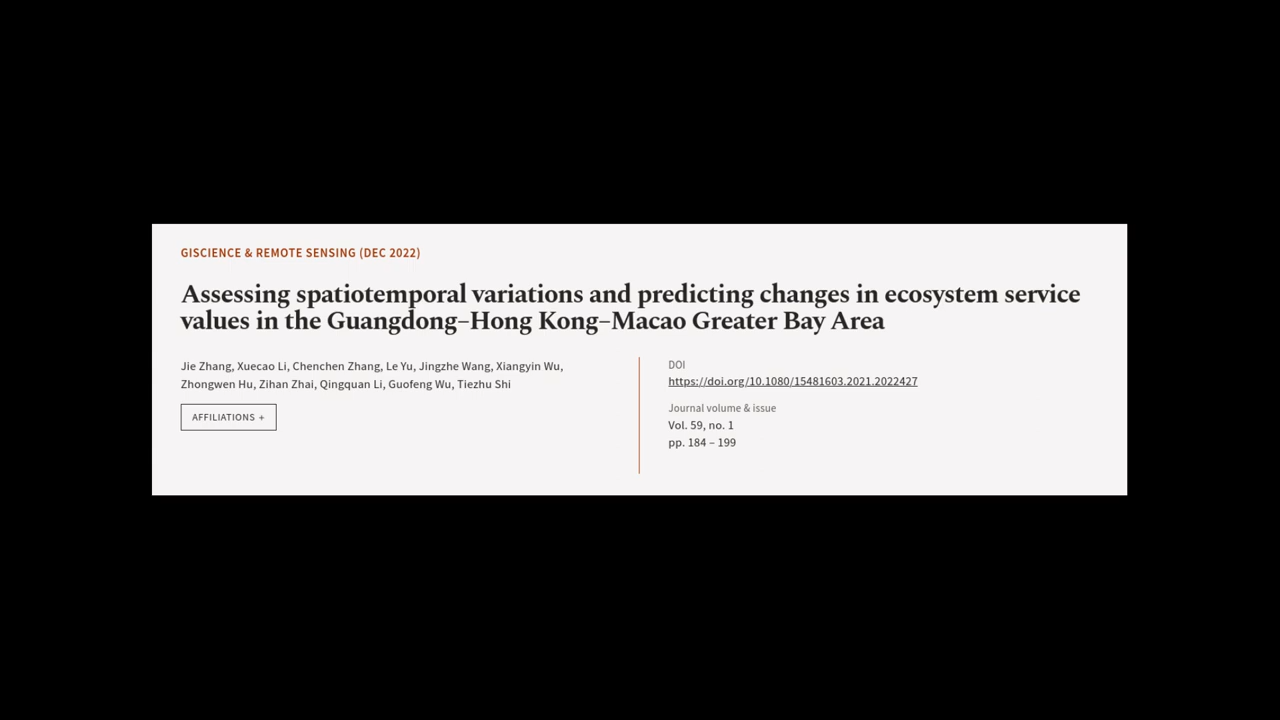 GISCIENCE & REMOTE SENSING (DEC 2022)
Assessing spatiotemporal variations and predicting changes in ecosystem service
values in the Guangdong–Hong Kong–Macao Greater Bay Area
Jie Zhang, Xuecao Li, Chenchen Zhang, Le Yu, Jingzhe Wang, Xiangyin Wu,
Zhongwen Hu, Zihan Zhai, Qingquan Li, Guofeng Wu, Tiezhu Shi
AFFILIATIONS +
DOI
https://doi.org/10.1080/15481603.2021.2022427
Journal volume & issue
Vol. 59, no. 1
pp. 184 – 199